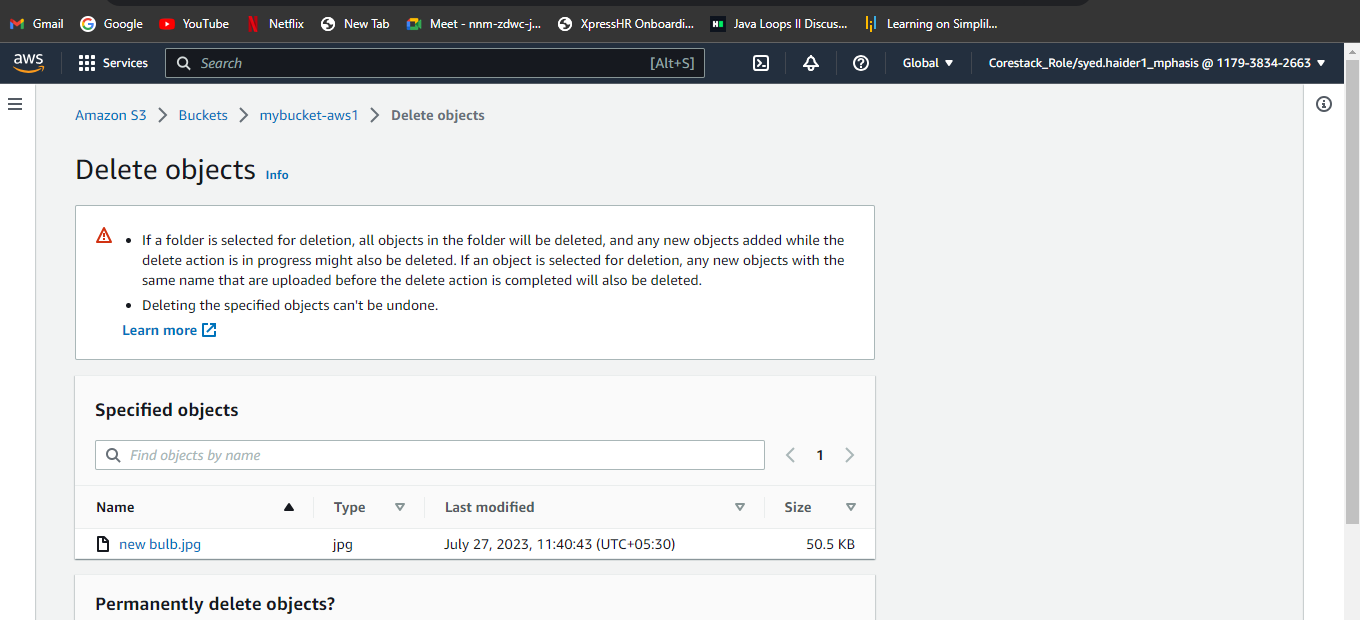 Gmail Google YouTube Netflix New Tab Meet - nnm-zdwc-j... XpressHR Onboardi... Java Loops II Discus... Learning on Simplil...
aws Services Search [Alt+S] Global Corestack_Role/syed.haider1_mphasis @ 1179-3834-2663
Amazon S3 Buckets mybucket-aws1 Delete objects
Delete objects Info
• If a folder is selected for deletion, all objects in the folder will be deleted, and any new objects added while the
delete action is in progress might also be deleted. If an object is selected for deletion, any new objects with the
same name that are uploaded before the delete action is completed will also be deleted.
• Deleting the specified objects can't be undone.
Learn more
Specified objects
Find objects by name 1
Name Type Last modified Size
new bulb.jpg jpg July 27, 2023, 11:40:43 (UTC+05:30) 50.5 KB
Permanently delete objects?